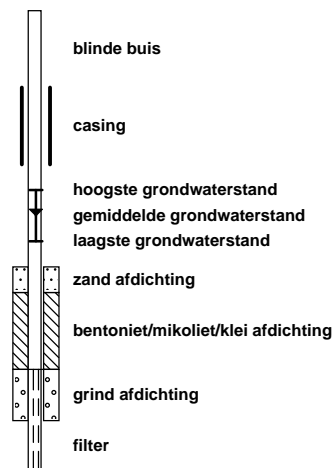 blinde buis
casing
hoogste grondwaterstand
gemiddelde grondwaterstand
laagste grondwaterstand
zand afdichting
bentoniet/mikoliet/klei afdichting
grind afdichting
filter